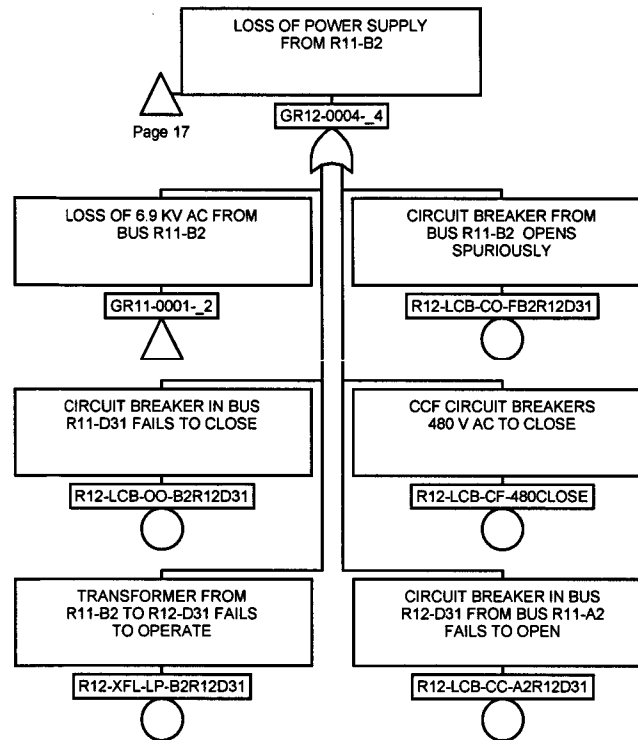 LOSS OF POWER SUPPLY
FROM R11-B2
Page 17
GR12-0004-_4
LOSS OF 6.9 KV AC FROM
BUS R11-B2
GR11-0001-_2
CIRCUIT BREAKER FROM
BUS R11-B2 OPENS
SPURIOUSLY
R12-LCB-CO-FB2R12D31
CIRCUIT BREAKER IN BUS
R11-D31 FAILS TO CLOSE
R12-LCB-OO-B2R12D31
CCF CIRCUIT BREAKERS
480 V AC TO CLOSE
R12-LCB-CF-480CLOSE
TRANSFORMER FROM
R11-B2 TO R12-D31 FAILS
TO OPERATE
R12-XFL-LP-B2R12D31
CIRCUIT BREAKER IN BUS
R12-D31 FROM BUS R11-A2
FAILS TO OPEN
R12-LCB-CC-A2R12D31